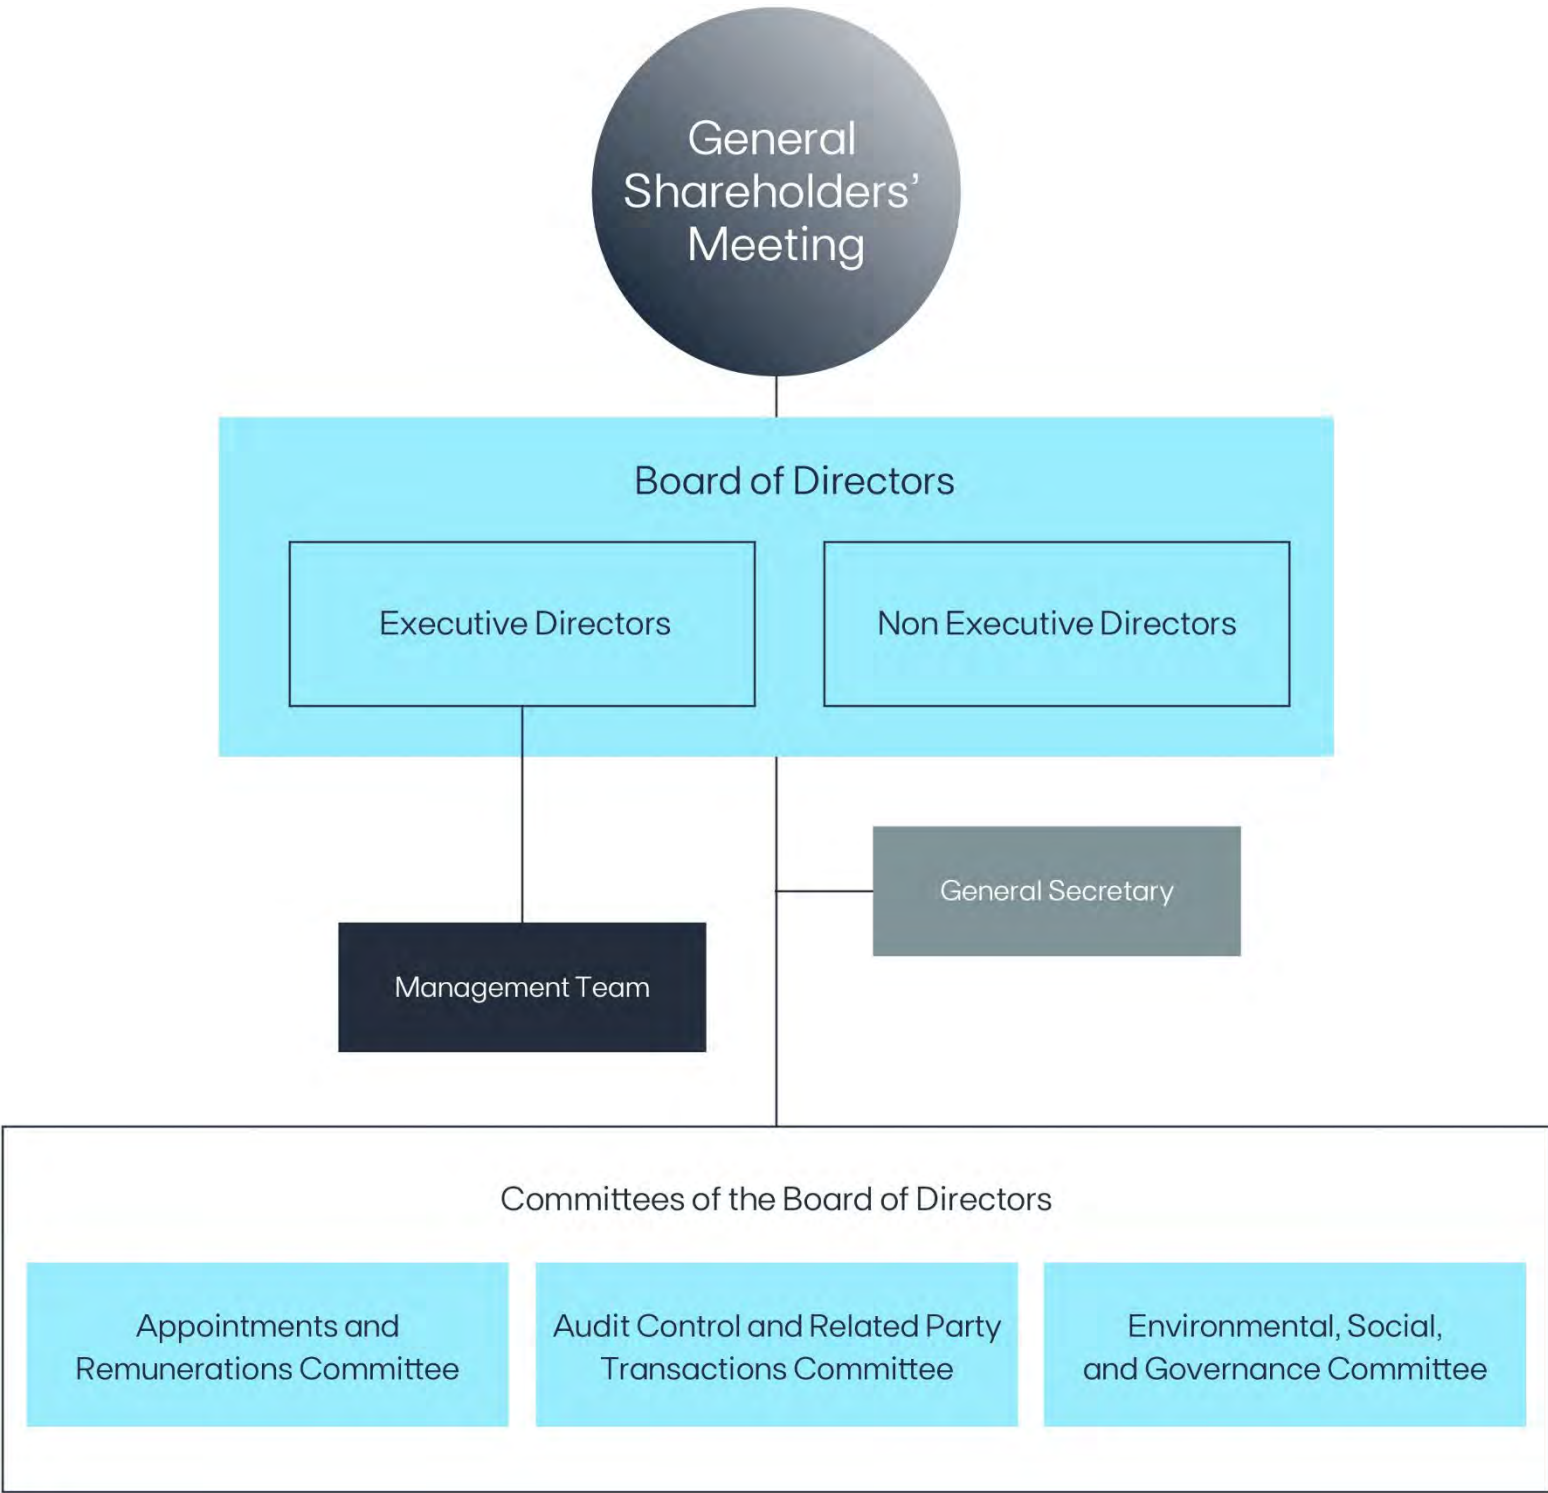 General
Shareholders’
Meeting
Board of Directors
Executive Directors
Non Executive Directors
General Secretary
Management Team
Committees of the Board of Directors
Appointments and
Remunerations Committee
Audit Control and Related Party
Transactions Committee
Environmental, Social,
and Governance Committee